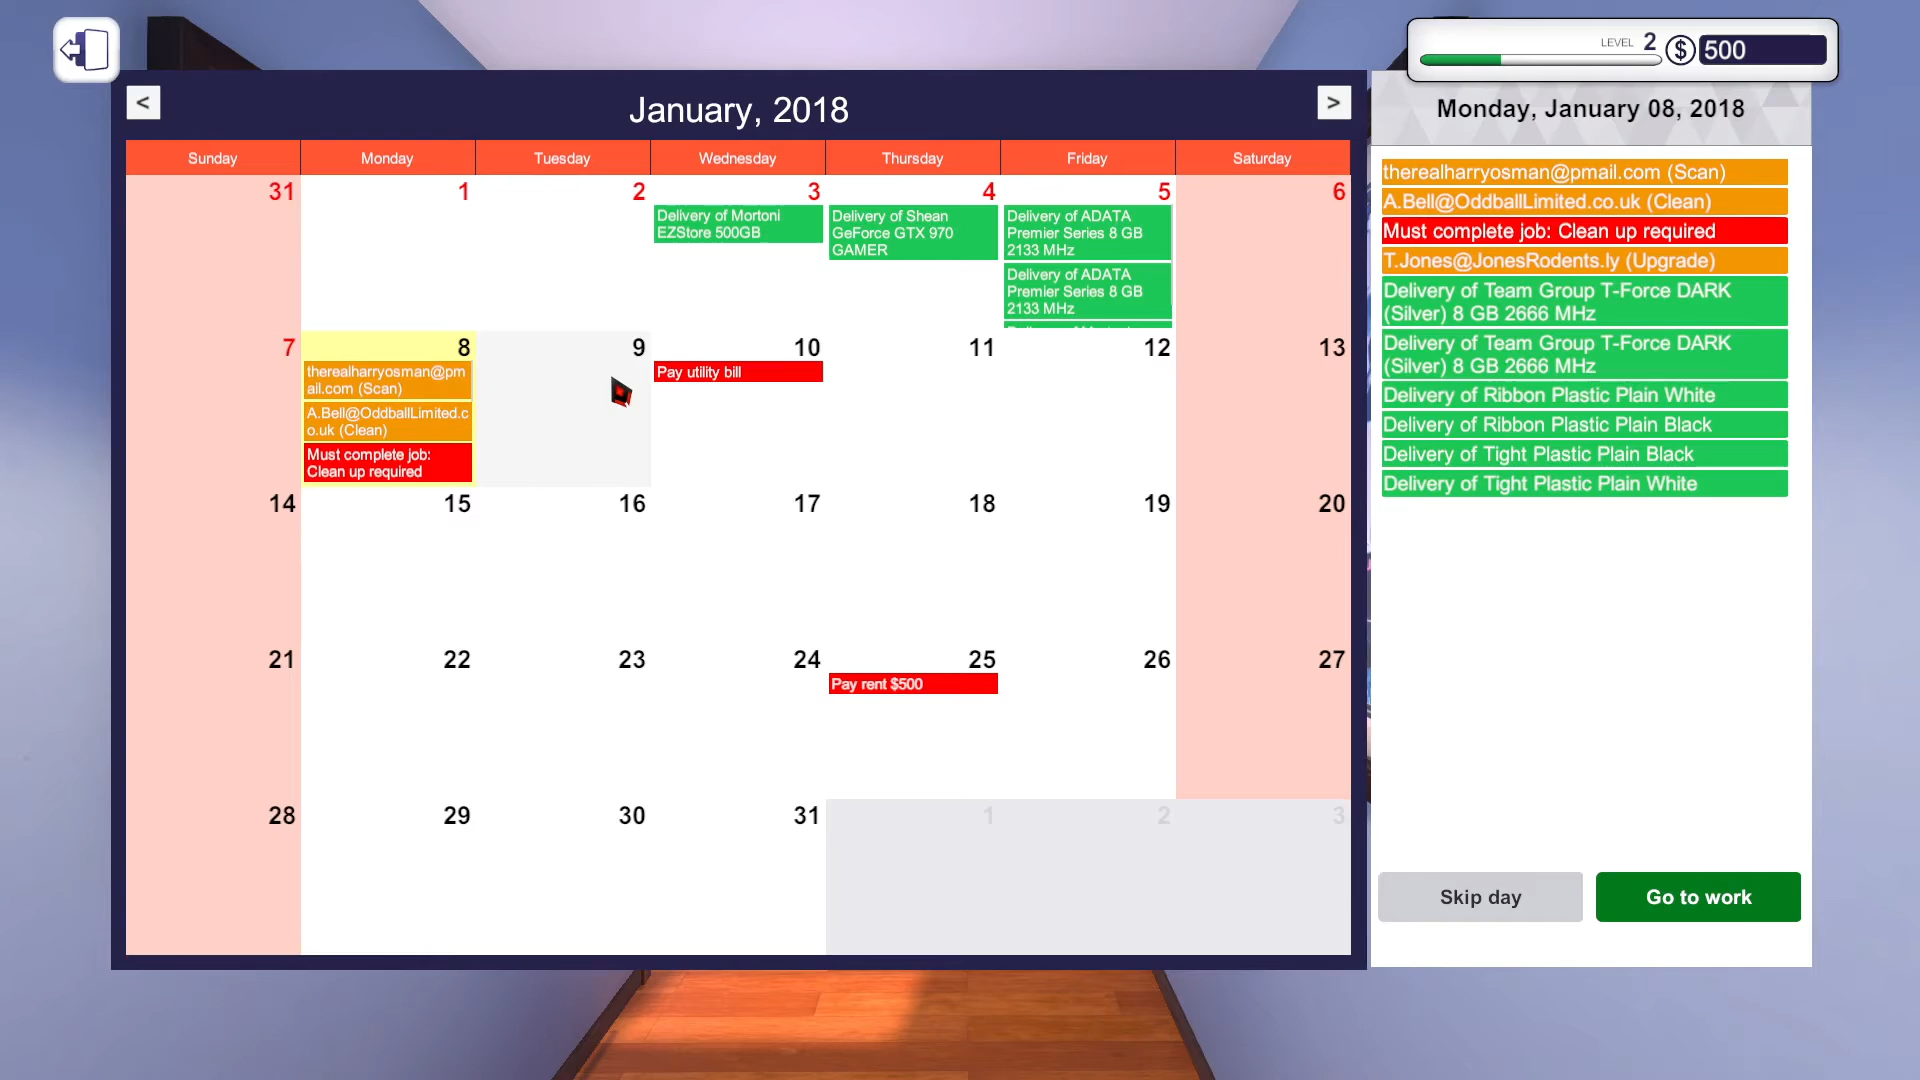 LEVEL 2
$ 500
<
January, 2018
>
Monday, January 08, 2018
Sunday
Monday
Tuesday
Wednesday
Thursday
Friday
Saturday
31
1
2
3
Delivery of Mortoni
EZStore 500GB
4
Delivery of Shean
GeForce GTX 970
GAMER
5
Delivery of ADATA
Premier Series 8 GB
2133 MHz
Delivery of ADATA
Premier Series 8 GB
2133 MHz
6
7
8
therealharryosman@pm
ail.com (Scan)
A.Bell@OddballLimited.c
o.uk (Clean)
Must complete job:
Clean up required
9
10
Pay utility bill
11
12
13
14
15
16
17
18
19
20
21
22
23
24
25
Pay rent $500
26
27
28
29
30
31
1
2
3
therealharryosman@pmail.com (Scan)
A.Bell@OddballLimited.co.uk (Clean)
Must complete job: Clean up required
T.Jones@JonesRodents.ly (Upgrade)
Delivery of Team Group T-Force DARK
(Silver) 8 GB 2666 MHz
Delivery of Team Group T-Force DARK
(Silver) 8 GB 2666 MHz
Delivery of Ribbon Plastic Plain White
Delivery of Ribbon Plastic Plain Black
Delivery of Tight Plastic Plain Black
Delivery of Tight Plastic Plain White
Skip day
Go to work